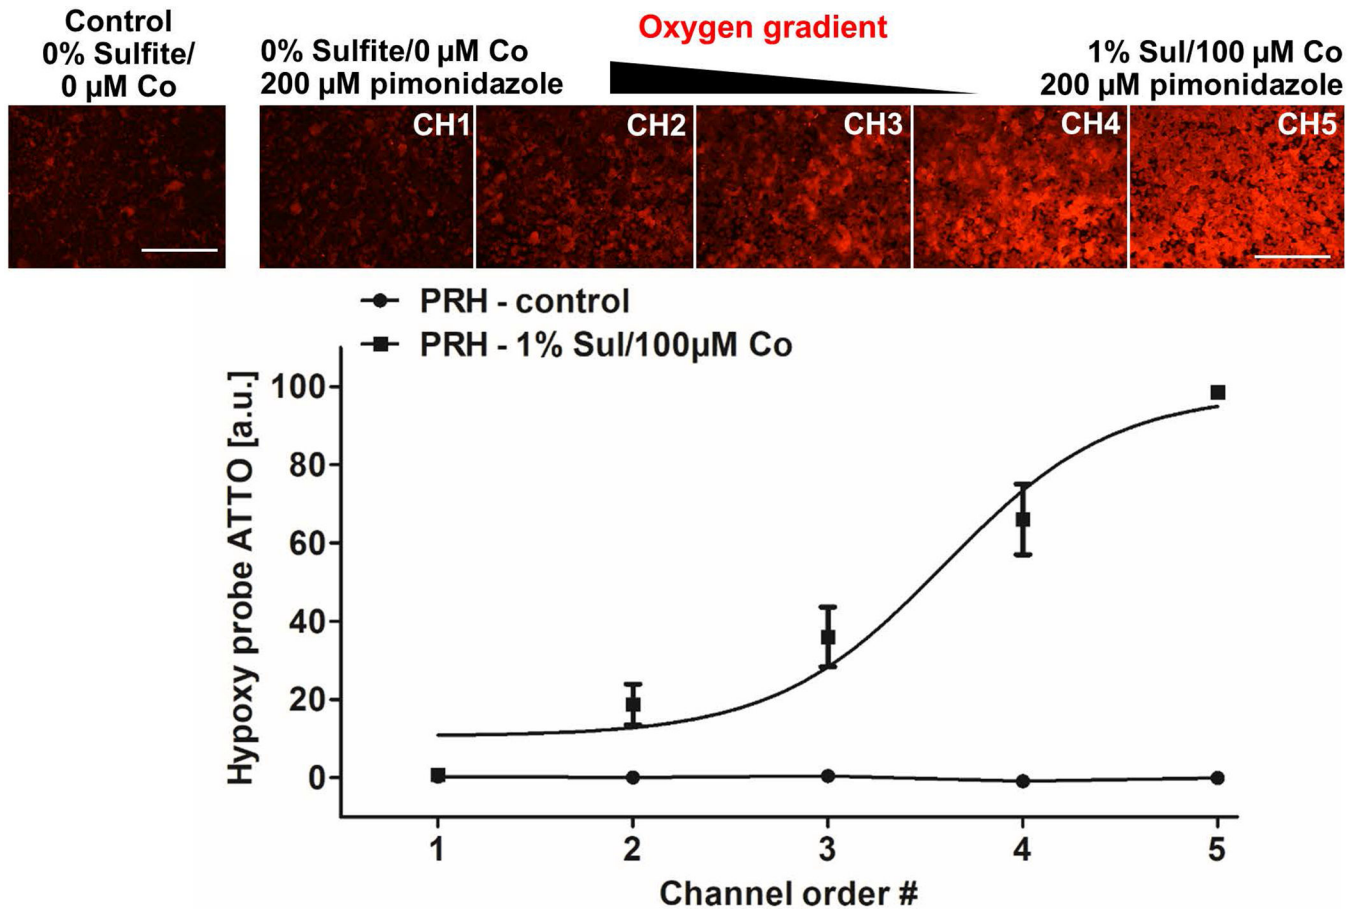 Control
0% Sulfite/
0 µM Co
0% Sulfite/0 µM Co
200 µM pimonidazole
Oxygen gradient
1% Sul/100 µM Co
200 µM pimonidazole
CH1
CH2
CH3
CH4
CH5
PRH - control
PRH - 1% Sul/100µM Co
Hypoxy probe ATTO [a.u.]
100
80
60
40
20
0
1 2 3 4 5
Channel order #